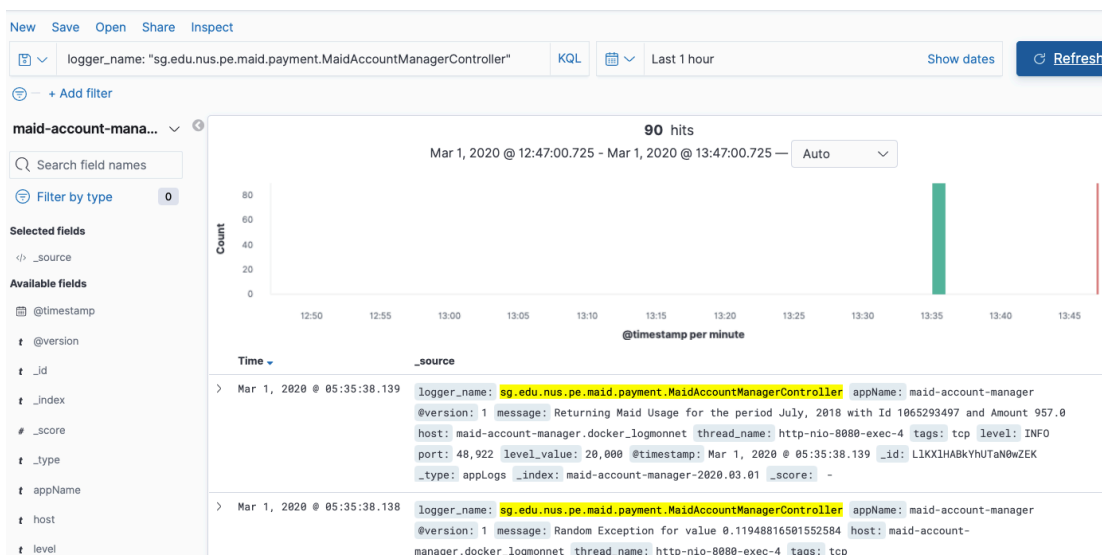 New Save Open Share Inspect
logger_name: "sg.edu.nus.pe.maid.payment.MaidAccountManagerController" KQL Last 1 hour Show dates Refresh
+ Add filter
maid-account-mana...
Search field names
Filter by type 0
Selected fields
</> _source
Available fields
@timestamp
t @version
t _id
t _index
# _score
t _type
t appName
t host
t level
90 hits
Mar 1, 2020 @ 12:47:00.725 - Mar 1, 2020 @ 13:47:00.725 — Auto
Count
80
60
40
20
0
12:50 12:55 13:00 13:05 13:10 13:15 13:20 13:25 13:30 13:35 13:40 13:45
@timestamp per minute
Time _source
Mar 1, 2020 @ 05:35:38.139 logger_name: sg.edu.nus.pe.maid.payment.MaidAccountManagerController appName: maid-account-manager
@version: 1 message: Returning Maid Usage for the period July, 2018 with Id 1065293497 and Amount 957.0
host: maid-account-manager.docker_logmonnet thread_name: http-nio-8080-exec-4 tags: tcp level: INFO
port: 48,922 level_value: 20,000 @timestamp: Mar 1, 2020 @ 05:35:38.139 _id: LlKXlHABkYhUTaN0wZEK
_type: appLogs _index: maid-account-manager-2020.03.01 _score: -
Mar 1, 2020 @ 05:35:38.138 logger_name: sg.edu.nus.pe.maid.payment.MaidAccountManagerController appName: maid-account-manager
@version: 1 message: Random Exception for value 0.11948816501552584 host: maid-account-
manager.docker_logmonnet thread_name: http-nio-8080-exec-4 tags: tcp